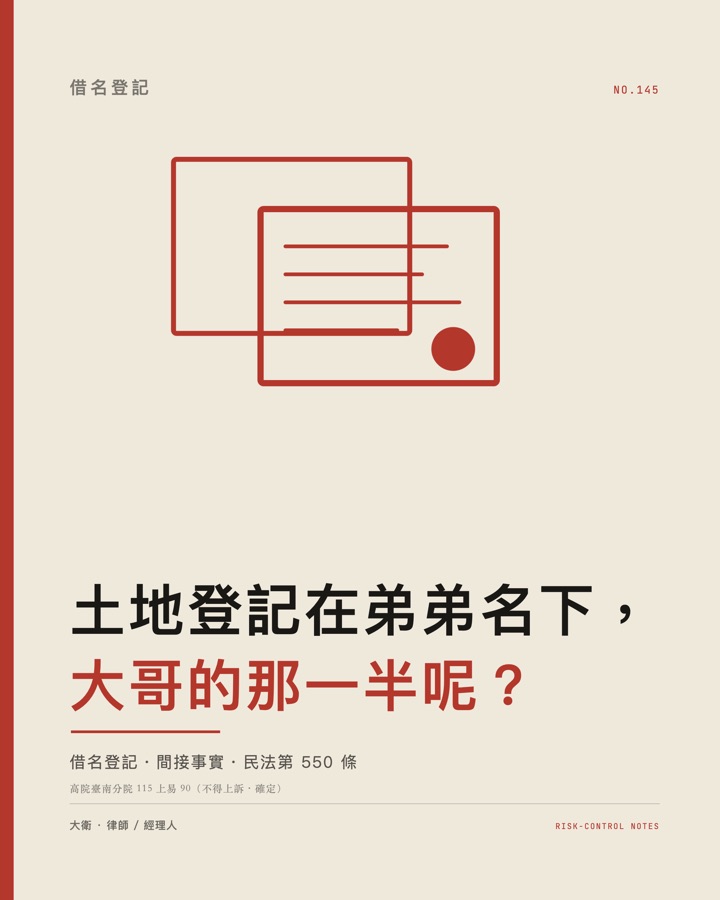 借名登記
NO.145
土地登記在弟弟名下，
大哥的那一半呢？
借名登記・間接事實・民法第 550 條
高院臺南分院 115 上易 90（不得上訴・確定）
大衛 · 律師 / 經理人
RISK-CONTROL NOTES